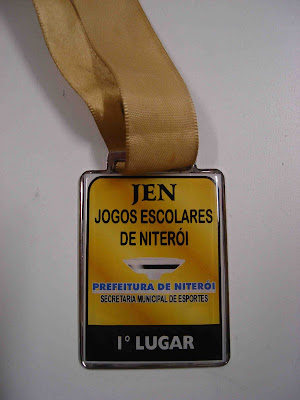 JEN
JOGOS ESCOLARES
DE NITERÓI
PREFEITURA DE NITERÓI
SECRETARIA MUNICIPAL DE ESPORTES
1° LUGAR